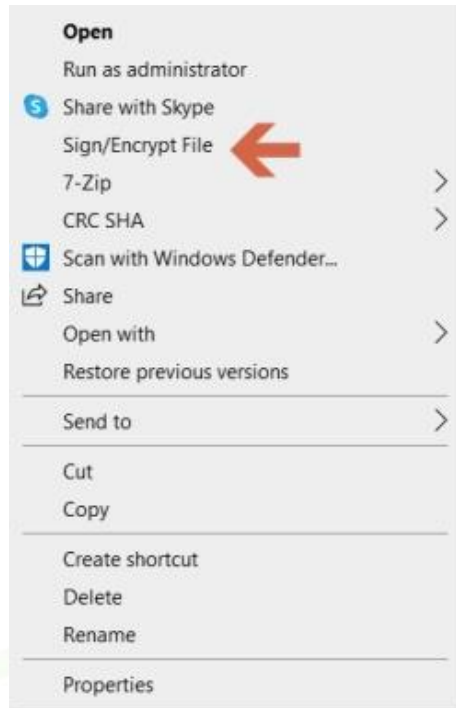 Open
Run as administrator
Share with Skype
Sign/Encrypt File
7-Zip
CRC SHA
Scan with Windows Defender...
Share
Open with
Restore previous versions
Send to
Cut
Copy
Create shortcut
Delete
Rename
Properties